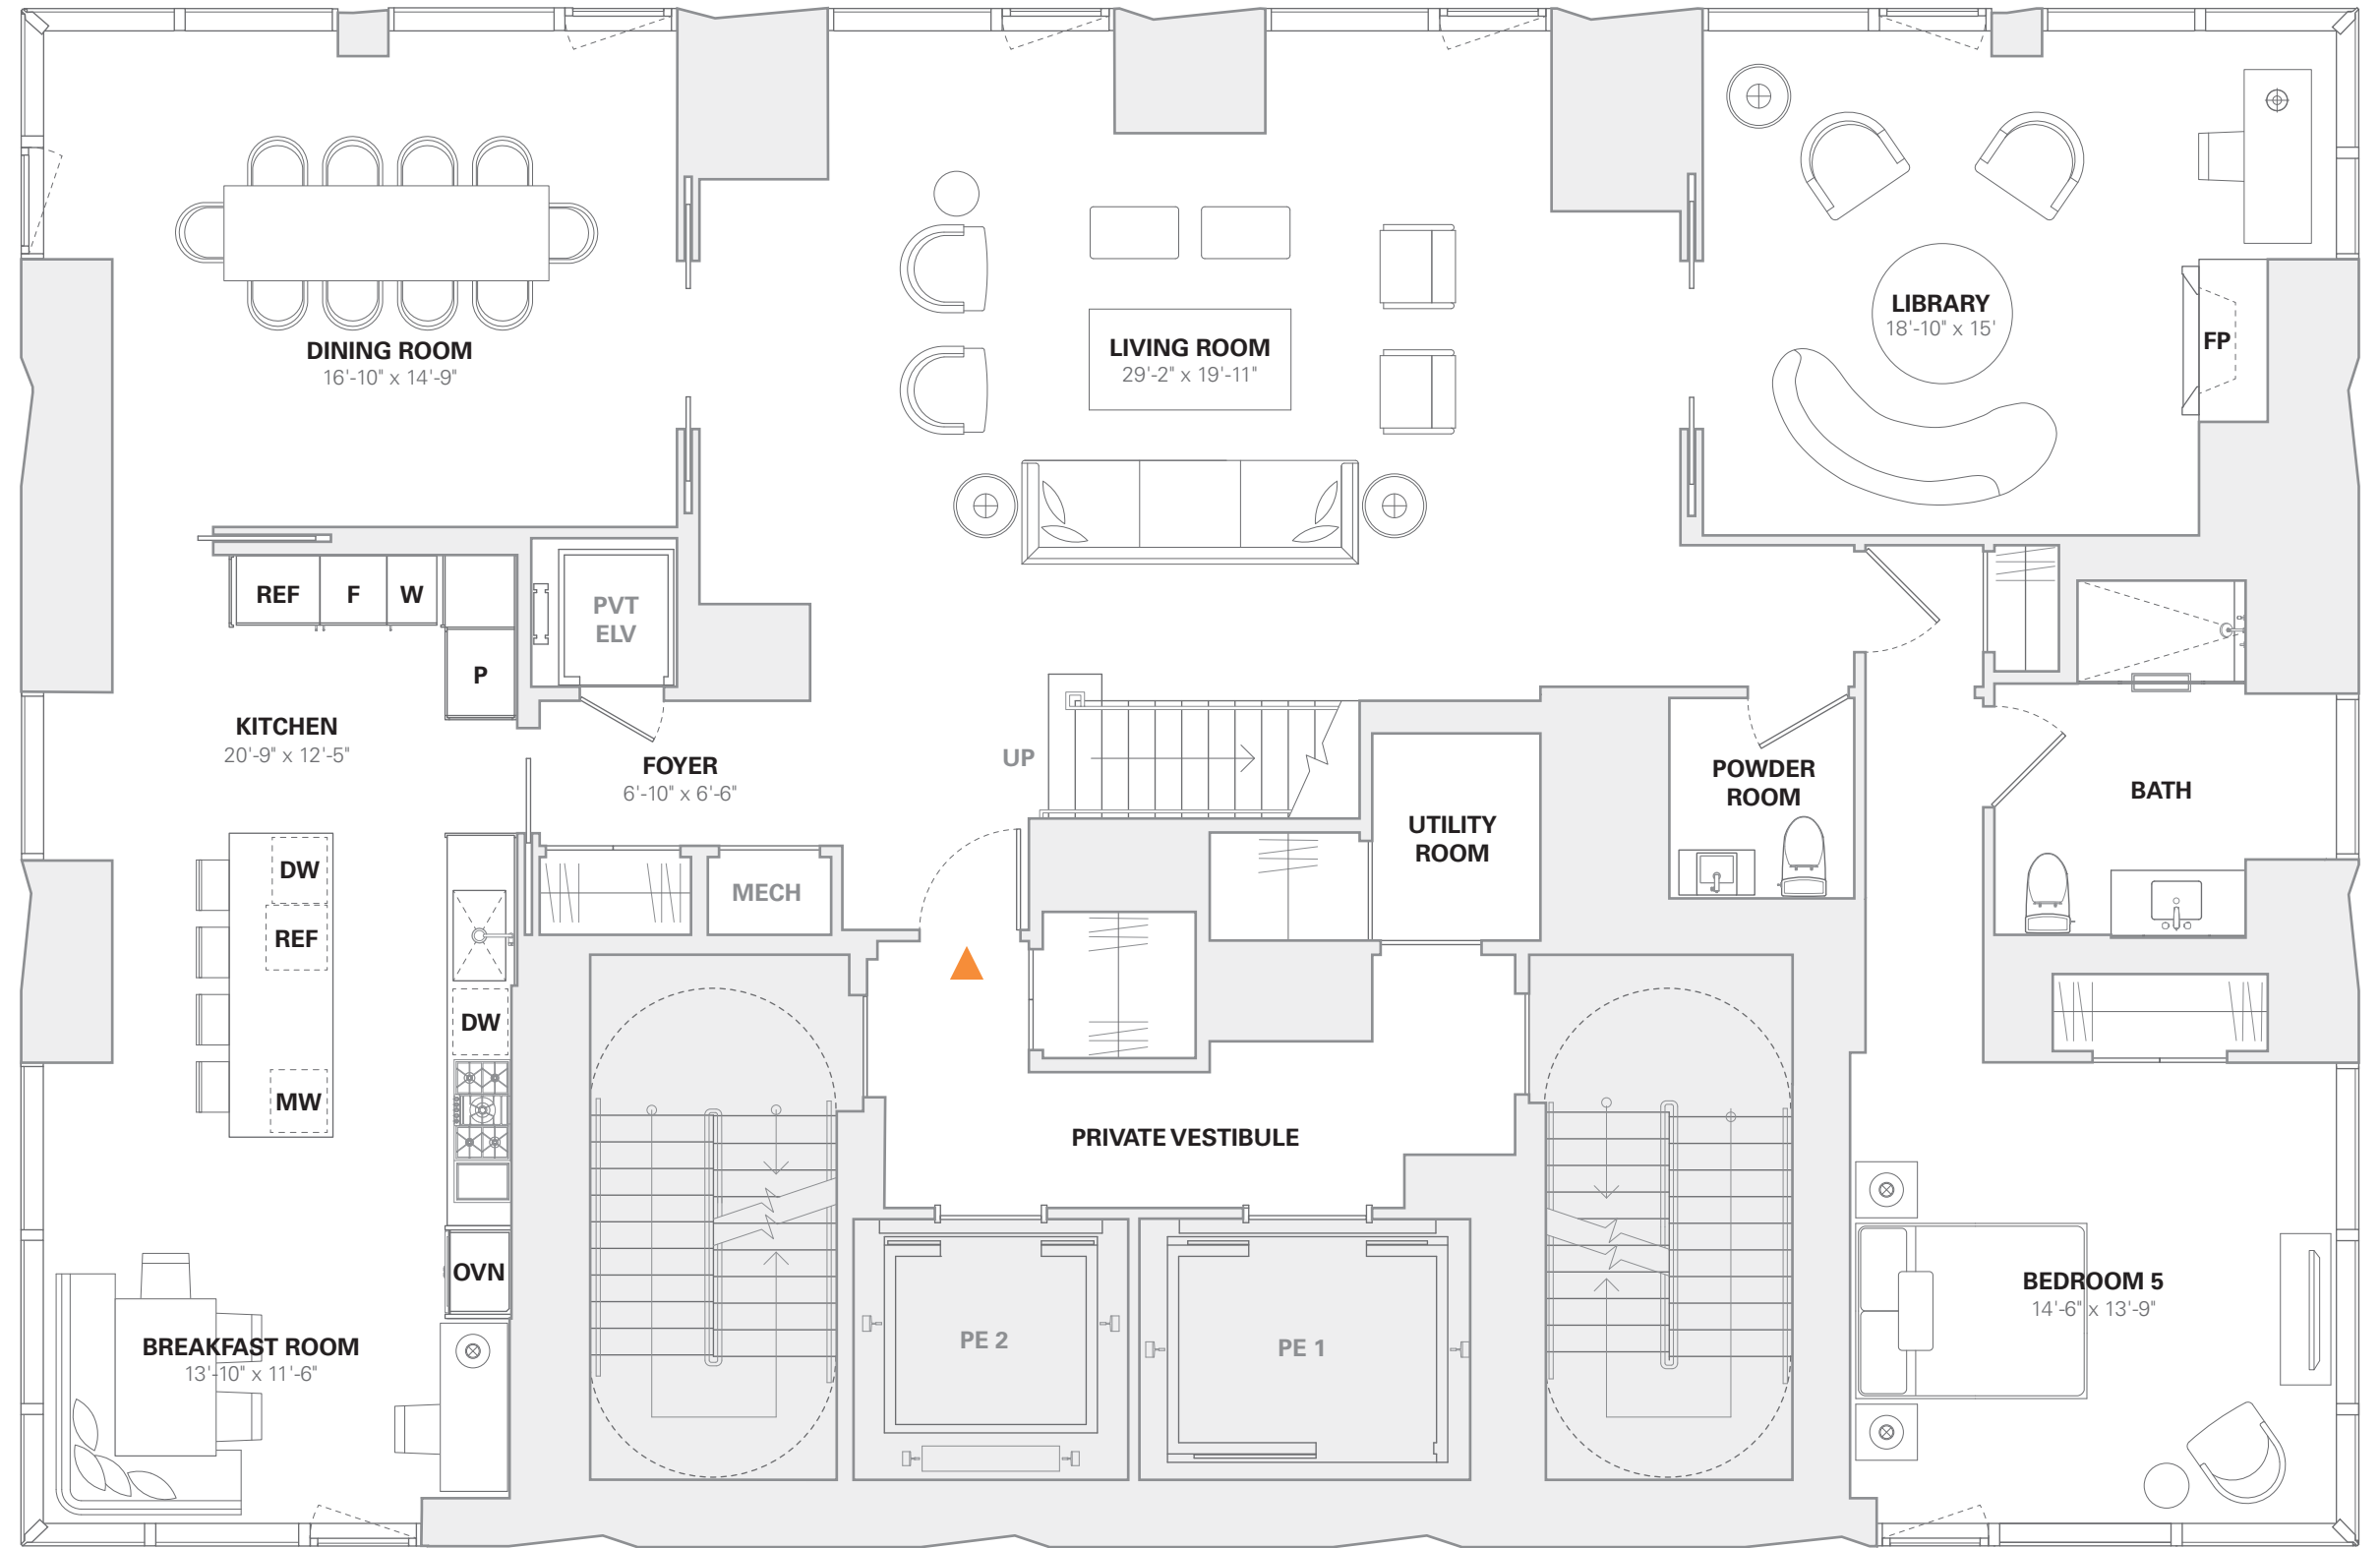 DINING ROOM
16'-10" x 14'-9"
LIVING ROOM
29'-2" x 19'-11"
LIBRARY
18'-10" x 15'
FP
REF
F
W
P
PVT
ELV
KITCHEN
20'-9" x 12'-5"
FOYER
6'-10" x 6'-6"
UP
UTILITY
ROOM
POWDER
ROOM
BATH
DW
REF
MECH
DW
MW
PRIVATE VESTIBULE
OVN
BREAKFAST ROOM
13'-10" x 11'-6"
PE 2
PE 1
BEDROOM 5
14'-6" x 13'-9"